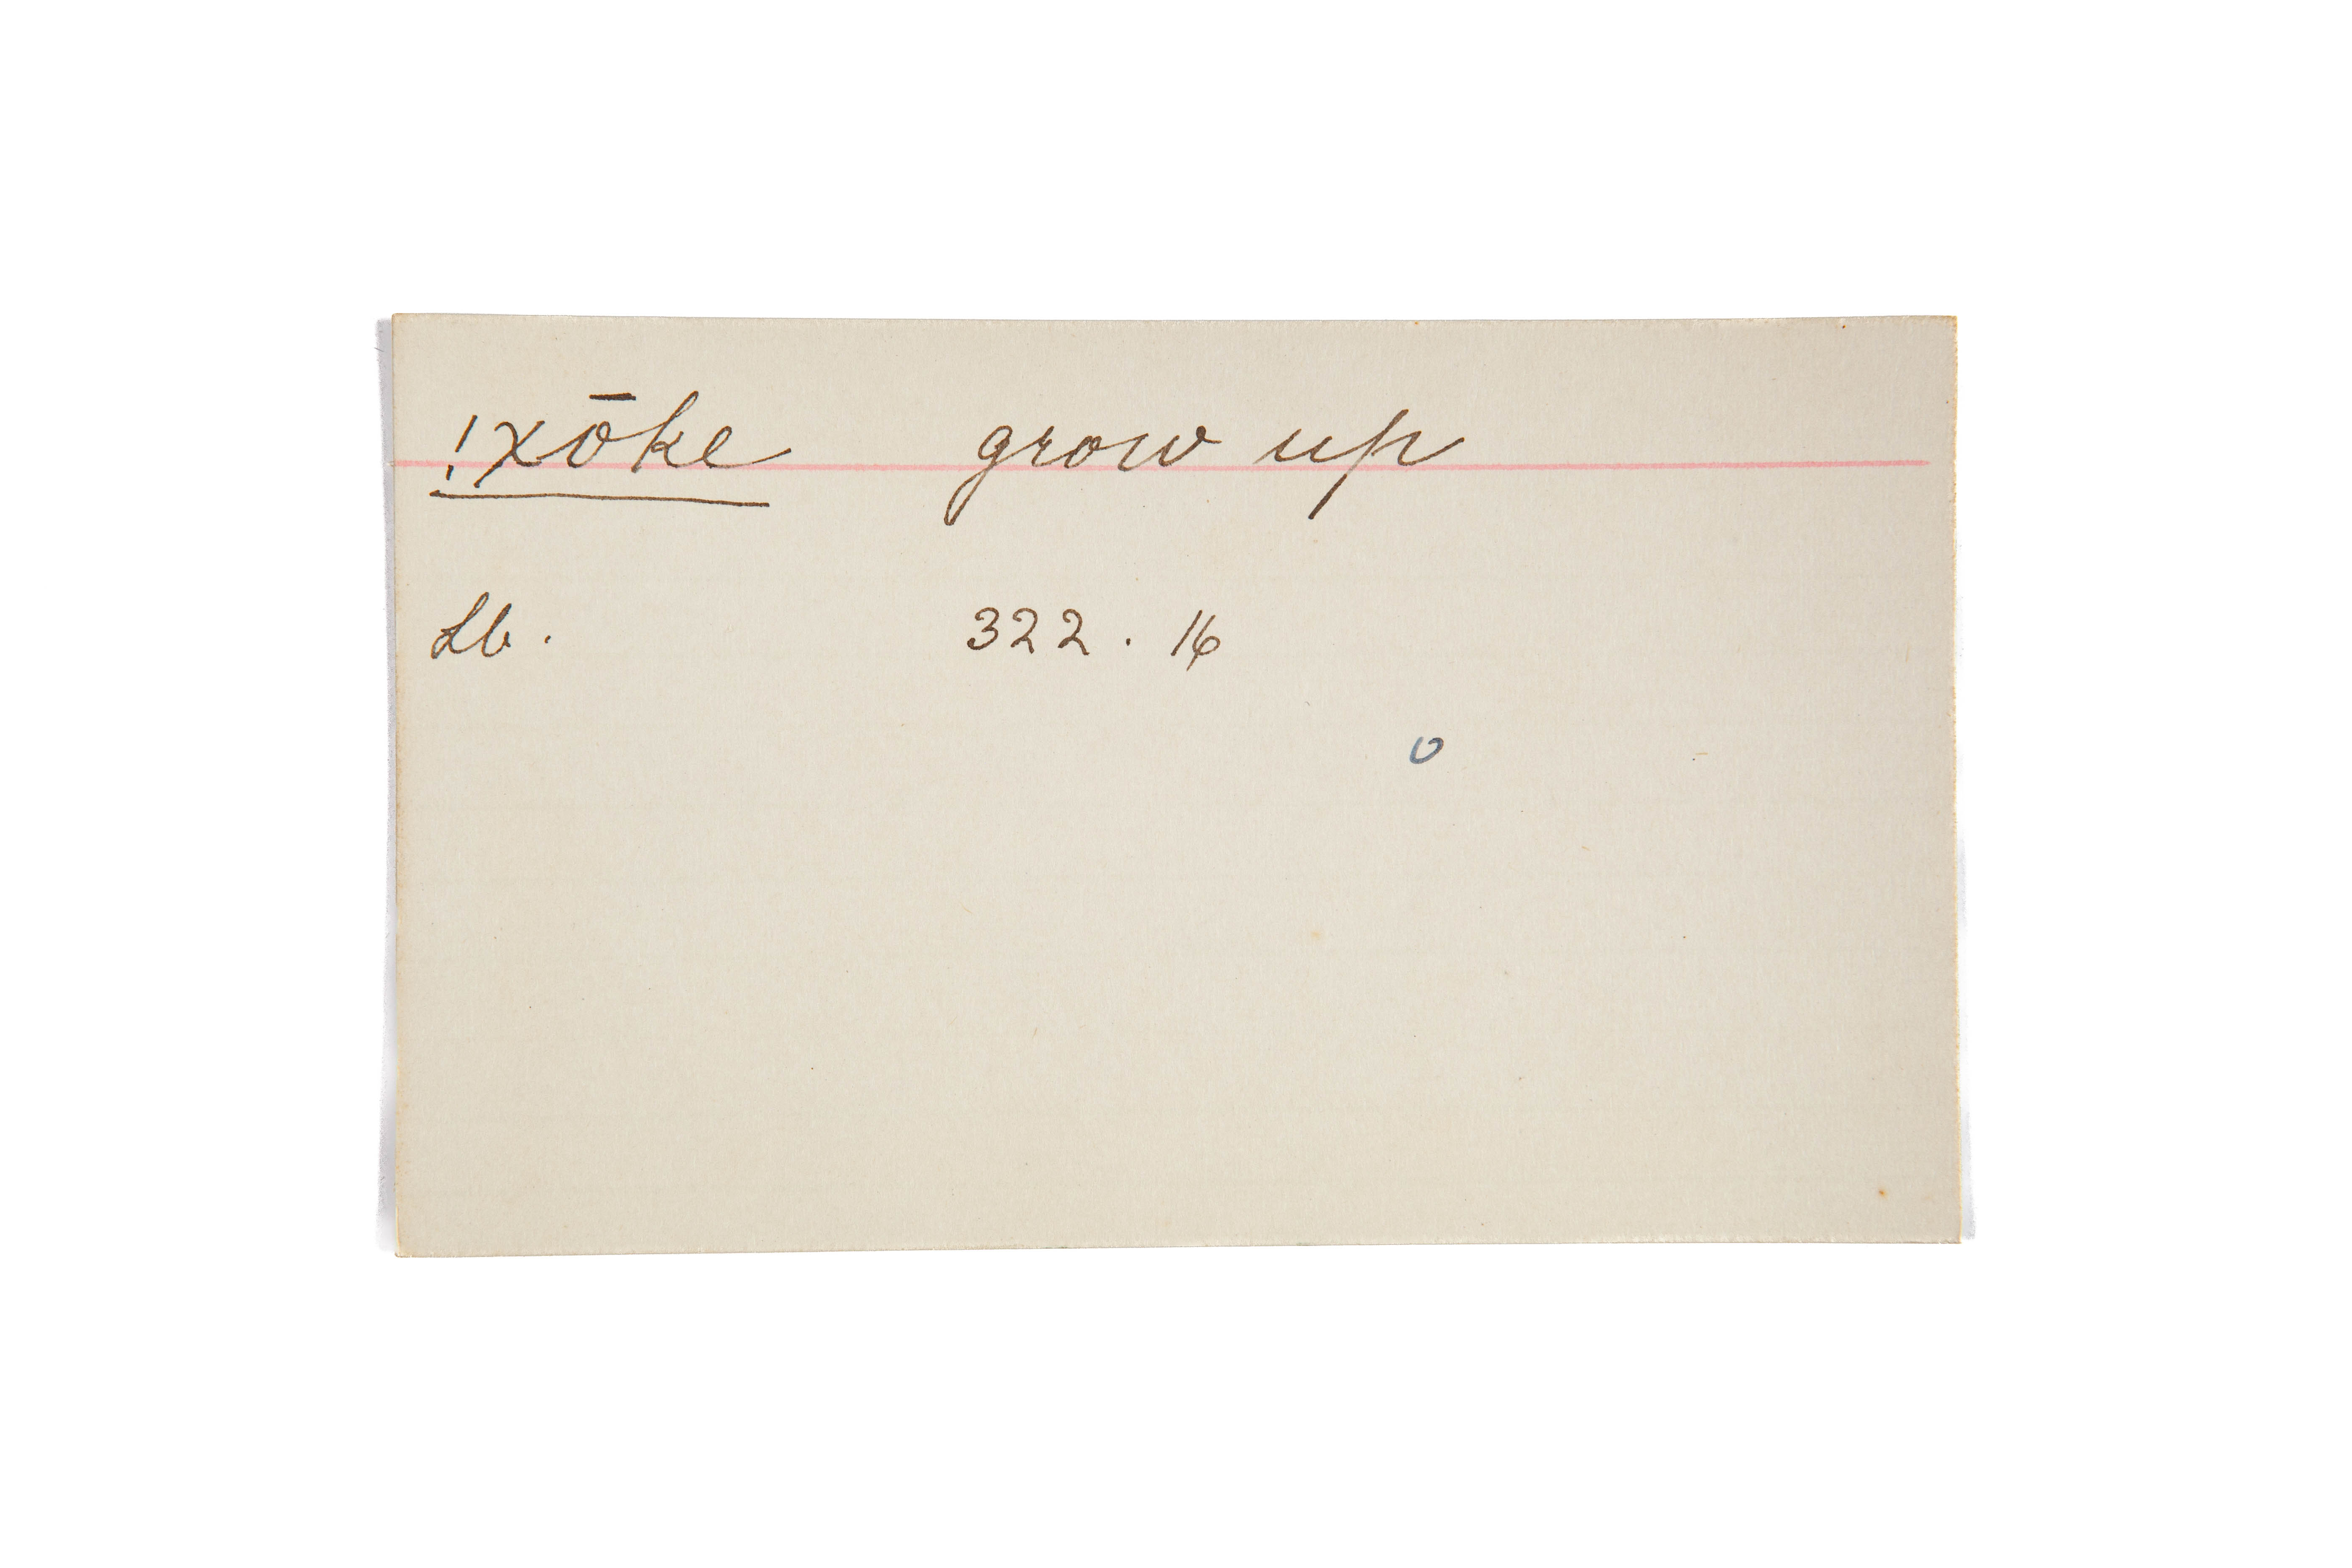 !xōke grow up
Lb. 322. 16
o